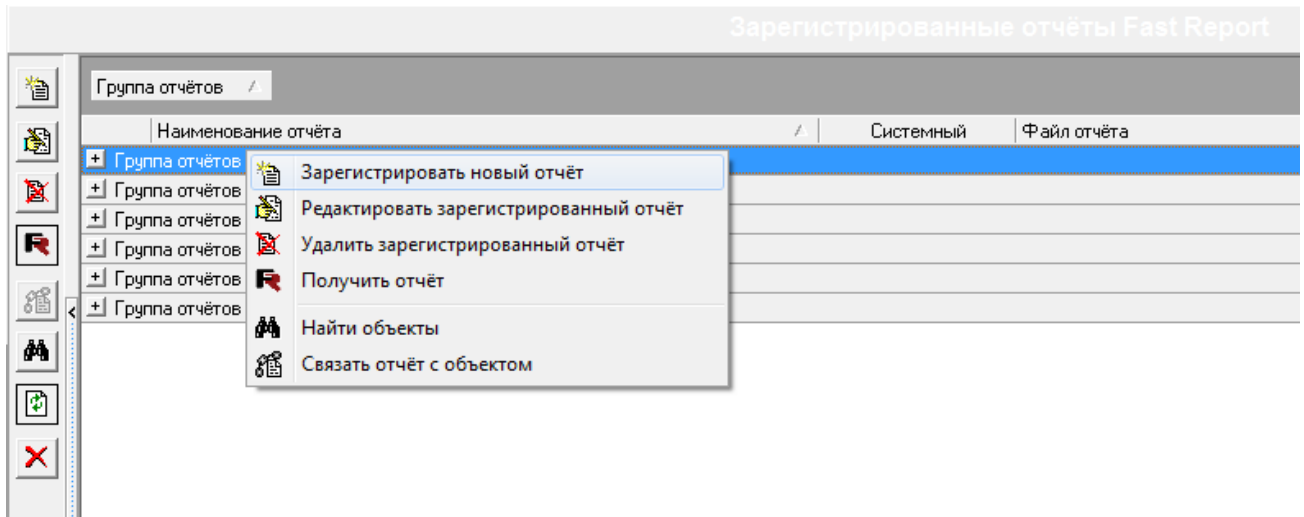 Зарегистрированные отчёты Fast Report
Группа отчётов
Наименование отчёта Системный Файл отчёта
Группа отчётов
Группа отчётов
Группа отчётов
Группа отчётов
Группа отчётов
Группа отчётов
Зарегистрировать новый отчёт
Редактировать зарегистрированный отчёт
Удалить зарегистрированный отчёт
Получить отчёт
Найти объекты
Связать отчёт с объектом